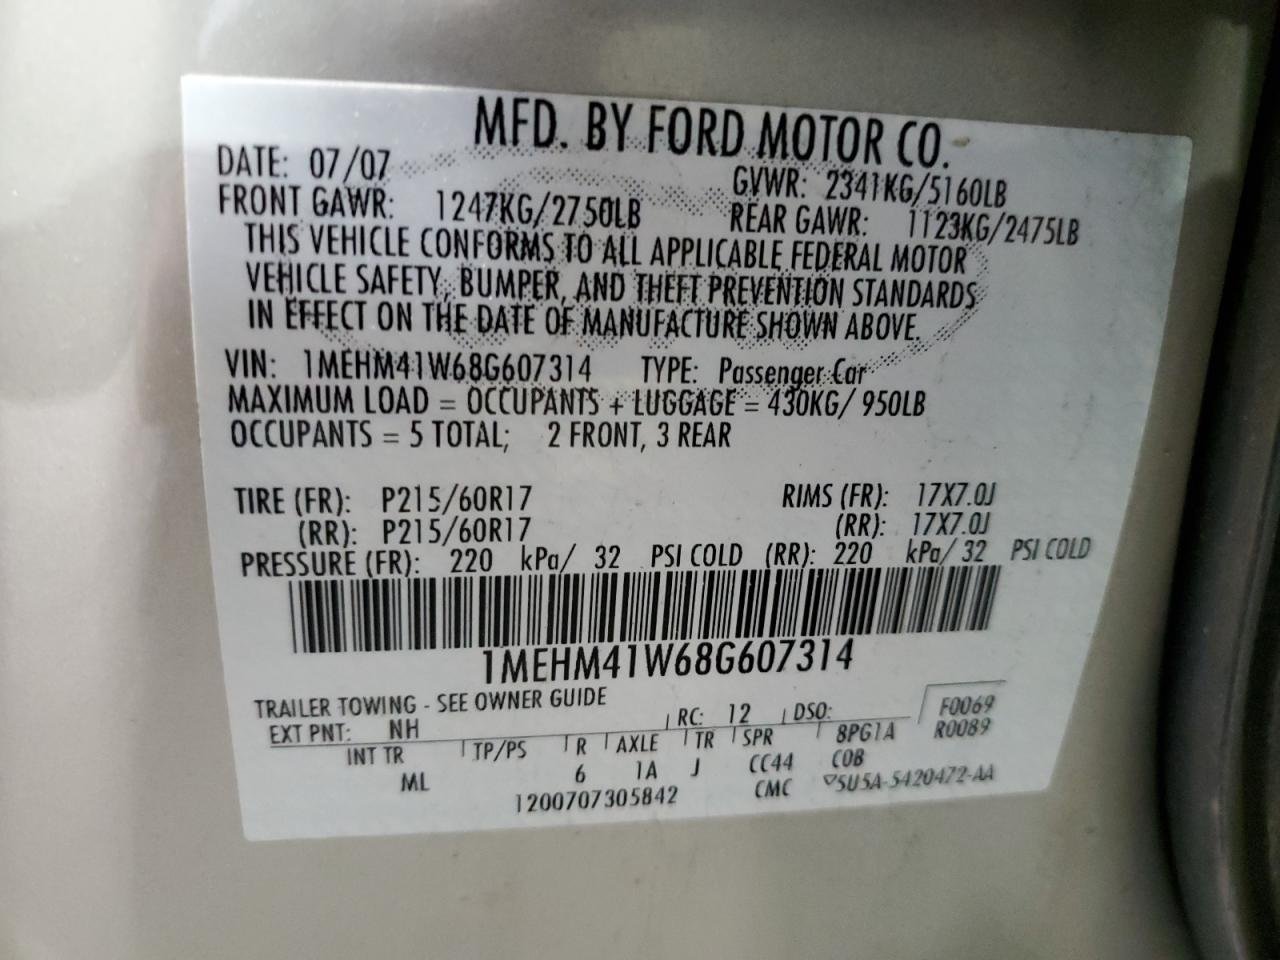 MFD. BY FORD MOTOR CO.
DATE: 07/07 GVWR: 2341KG/5160LB
FRONT GAWR: 1247KG/2750LB REAR GAWR: 1123KG/2475LB
THIS VEHICLE CONFORMS TO ALL APPLICABLE FEDERAL MOTOR
VEHICLE SAFETY, BUMPER, AND THEFT PREVENTION STANDARDS
IN EFFECT ON THE DATE OF MANUFACTURE SHOWN ABOVE.
VIN: 1MEHM41W68G607314 TYPE: Passenger Car
MAXIMUM LOAD = OCCUPANTS + LUGGAGE = 430KG/ 950LB
OCCUPANTS = 5 TOTAL; 2 FRONT, 3 REAR
TIRE (FR): P215/60R17 RIMS (FR): 17X7.0J
(RR): P215/60R17 (RR): 17X7.0J
PRESSURE (FR): 220 kPa/ 32 PSI COLD (RR): 220 kPa/ 32 PSI COLD
1MEHM41W68G607314
TRAILER TOWING - SEE OWNER GUIDE F0069
EXT PNT: NH RC: 12 DSO: R0089
INT TR TP/PS R AXLE TR SPR 8PG1A
ML 6 1A J CC44 COB
1200707305842 CMC ▽5U5A-5420472-AA